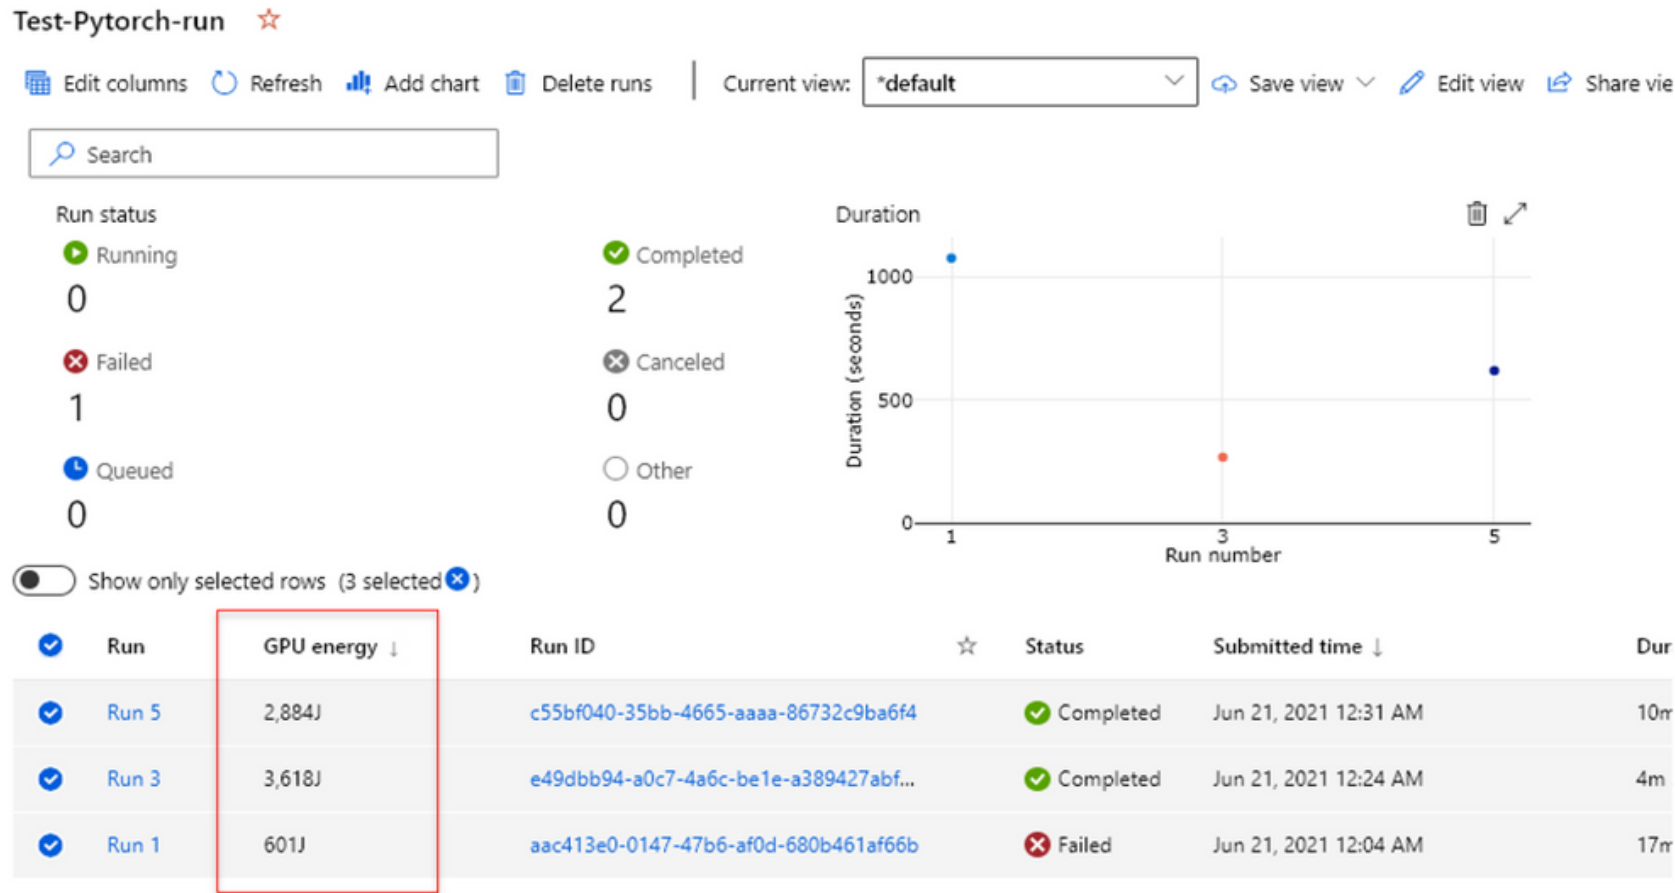 Test-Pytorch-run
Edit columns Refresh Add chart Delete runs Current view: *default Save view Edit view Share vie
Search
Run status
Running
0
Completed
2
Failed
1
Canceled
0
Queued
0
Other
0
Duration
Duration (seconds)
1000
500
0
1 3 5
Run number
Show only selected rows (3 selected )
Run GPU energy ↓ Run ID Status Submitted time ↓ Dur
Run 5 2,884J c55bf040-35bb-4665-aaaa-86732c9ba6f4 Completed Jun 21, 2021 12:31 AM 10m
Run 3 3,618J e49dbb94-a0c7-4a6c-be1e-a389427abf... Completed Jun 21, 2021 12:24 AM 4m
Run 1 601J aac413e0-0147-47b6-af0d-680b461af66b Failed Jun 21, 2021 12:04 AM 17m